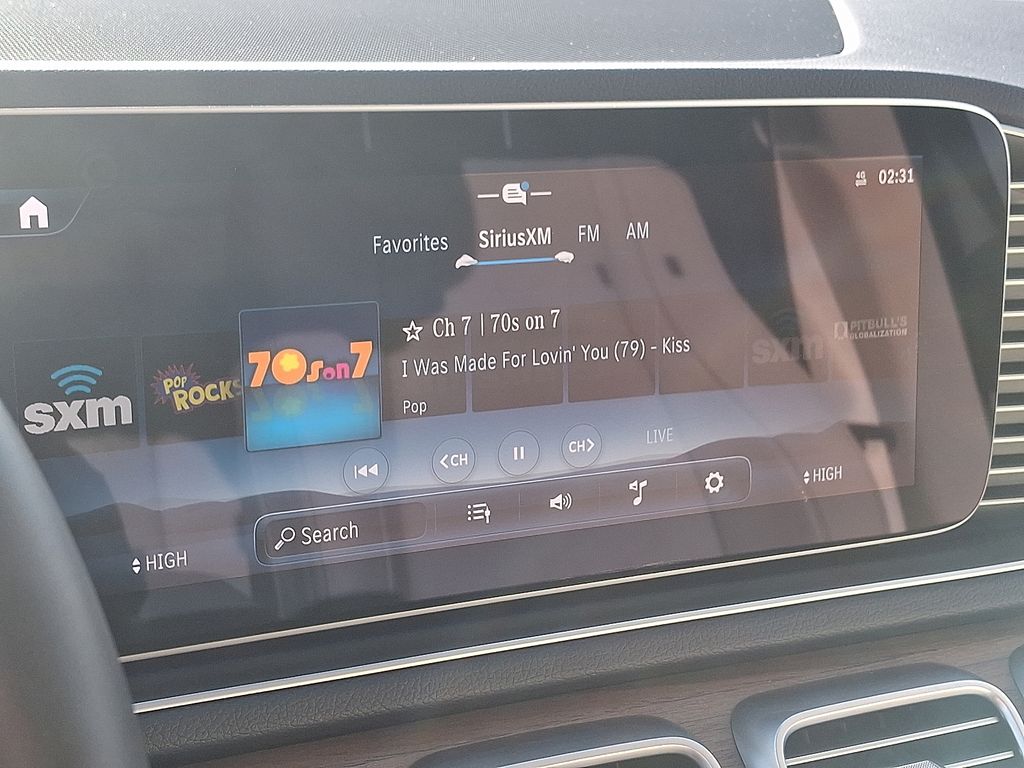 4G
02:31
Favorites
SiriusXM
FM
AM
Ch 7 | 70s on 7
I Was Made For Lovin' You (79) - Kiss
Pop
sxm
POP ROCKS
70s on 7
sxm
PITBULL'S
GLOBALIZATION
<CH
CH>
LIVE
Search
HIGH
HIGH